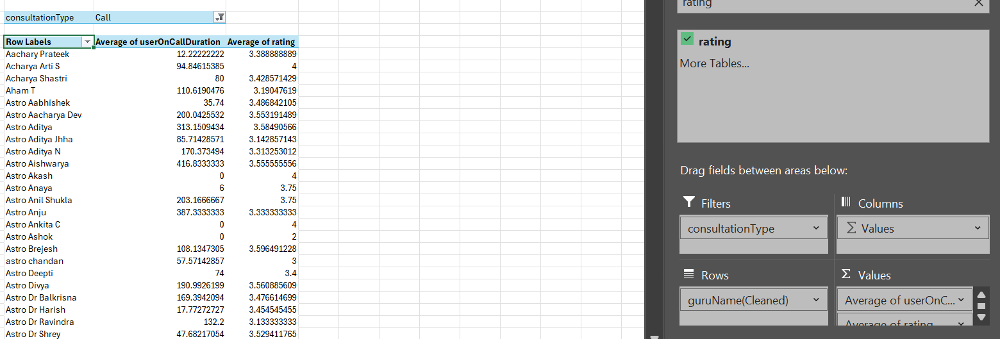 consultationType Call
Row Labels Average of userOnCallDuration Average of rating
Aachary Prateek 12.22222222 3.388888889
Acharya Arti S 94.84615385 4
Acharya Shastri 80 3.428571429
Aham T 110.6190476 3.19047619
Astro Aabhishek 35.74 3.486842105
Astro Aacharya Dev 200.0425532 3.553191489
Astro Aditya 313.1509434 3.58490566
Astro Aditya Jhha 85.71428571 3.142857143
Astro Aditya N 170.373494 3.313253012
Astro Aishwarya 416.8333333 3.555555556
Astro Akash 0 4
Astro Anaya 6 3.75
Astro Anil Shukla 203.1666667 3.75
Astro Anju 387.3333333 3.333333333
Astro Ankita C 0 4
Astro Ashok 0 2
Astro Brejesh 108.1347305 3.596491228
astro chandan 57.57142857 3
Astro Deepti 74 3.4
Astro Divya 190.9926199 3.560885609
Astro Dr Balkrisna 169.3942094 3.476614699
Astro Dr Harish 17.77272727 3.454545455
Astro Dr Ravindra 132.2 3.133333333
Astro Dr Shrey 47.68217054 3.529411765
rating
rating
More Tables...
Drag fields between areas below:
Filters
consultationType
Columns
Σ Values
Rows
guruName(Cleaned)
Σ Values
Average of userOnC...
Average of rating